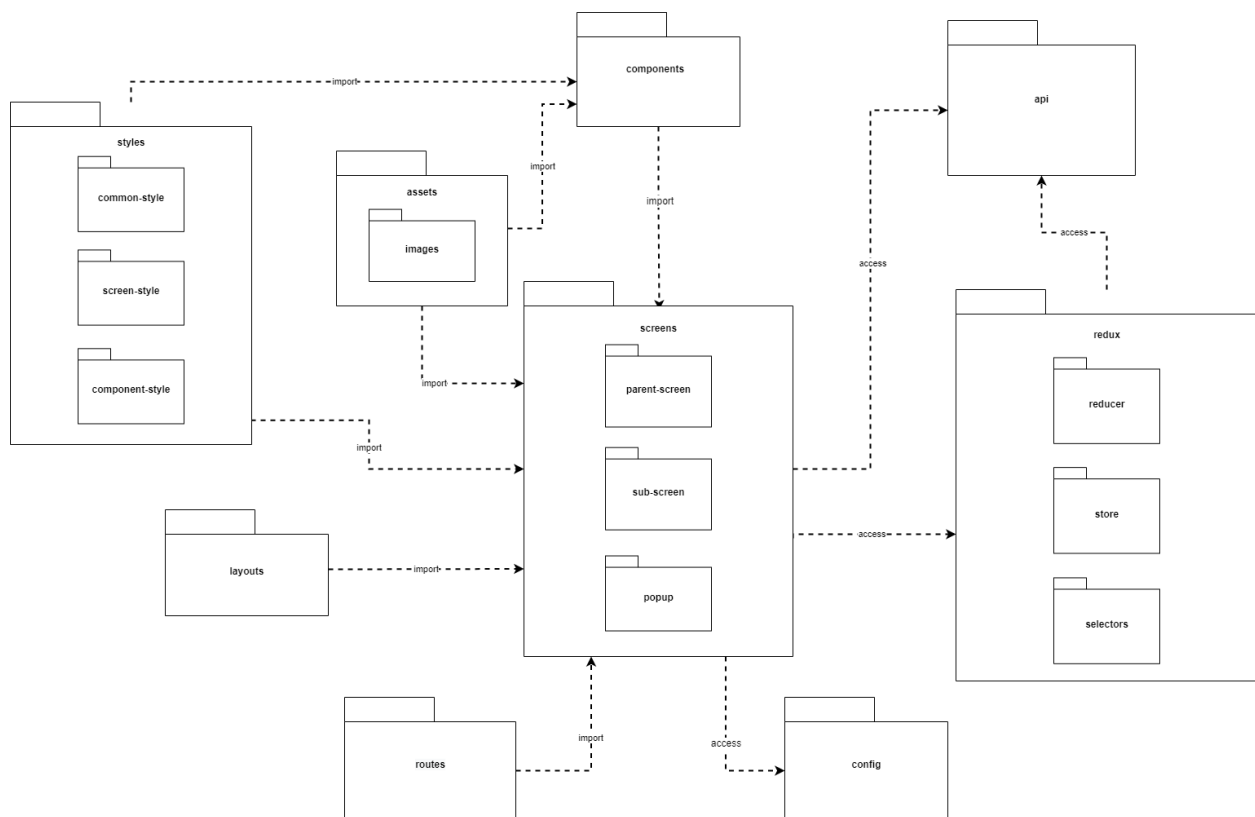 components
api
import
styles
common-style
screen-style
component-style
assets
images
import
import
access
access
screens
parent-screen
sub-screen
popup
redux
reducer
store
selectors
import
import
access
layouts
import
routes
import
access
config